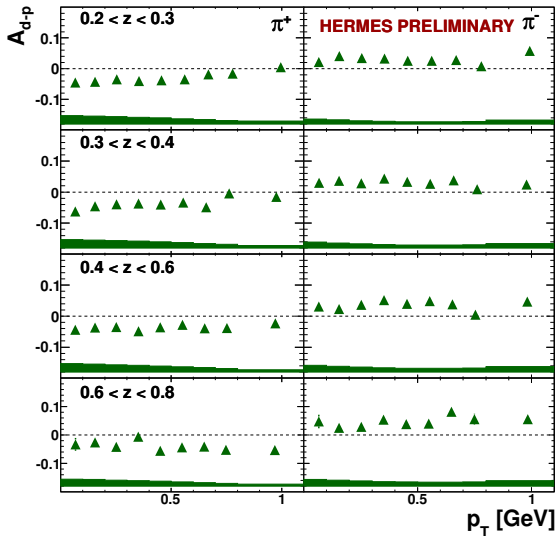 A_{d-p}
0.2 < z < 0.3 π⁺
HERMES PRELIMINARY π⁻
0.1
0
-0.1
0.3 < z < 0.4
0.1
0
-0.1
0.4 < z < 0.6
0.1
0
-0.1
0.6 < z < 0.8
0.1
0
-0.1
0.5 1 0.5 1
p_T [GeV]